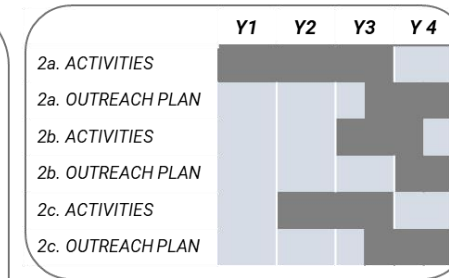 Y1 Y2 Y3 Y 4
2a. ACTIVITIES
2a. OUTREACH PLAN
2b. ACTIVITIES
2b. OUTREACH PLAN
2c. ACTIVITIES
2c. OUTREACH PLAN